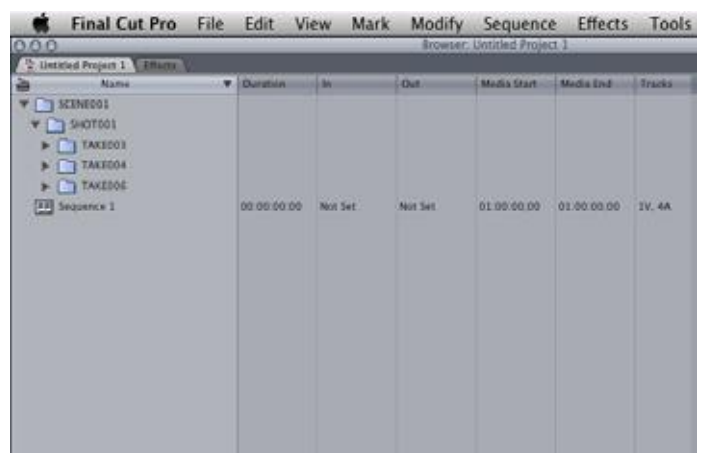 Final Cut Pro File Edit View Mark Modify Sequence Effects Tools
Browser: Untitled Project 1
Untitled Project 1 Effects
Name Duration In Out Media Start Media End Tracks
SCENE001
SHOT001
TAKE003
TAKE004
TAKE006
Sequence 1 00:00:00;00 Not Set Not Set 01:00:00;00 01:00:00;00 1V, 4A